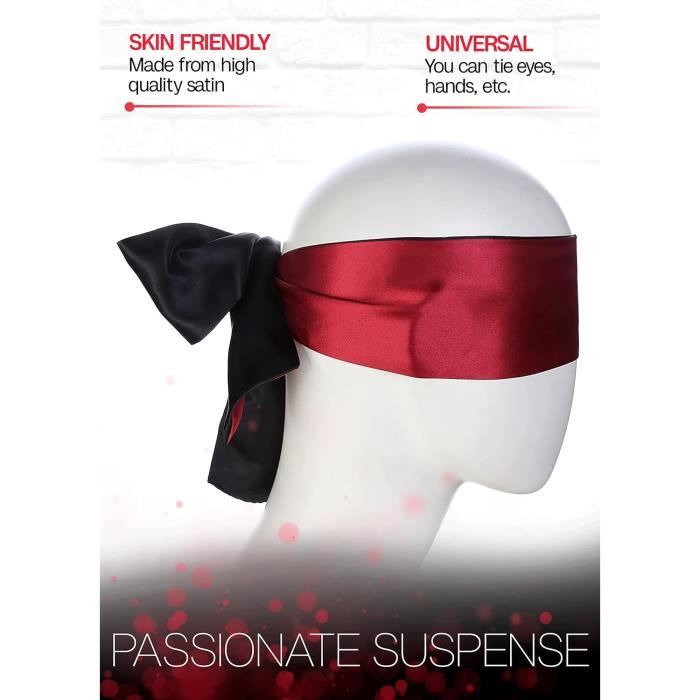 SKIN FRIENDLY
Made from high
quality satin
UNIVERSAL
You can tie eyes,
hands, etc.
PASSIONATE SUSPENSE